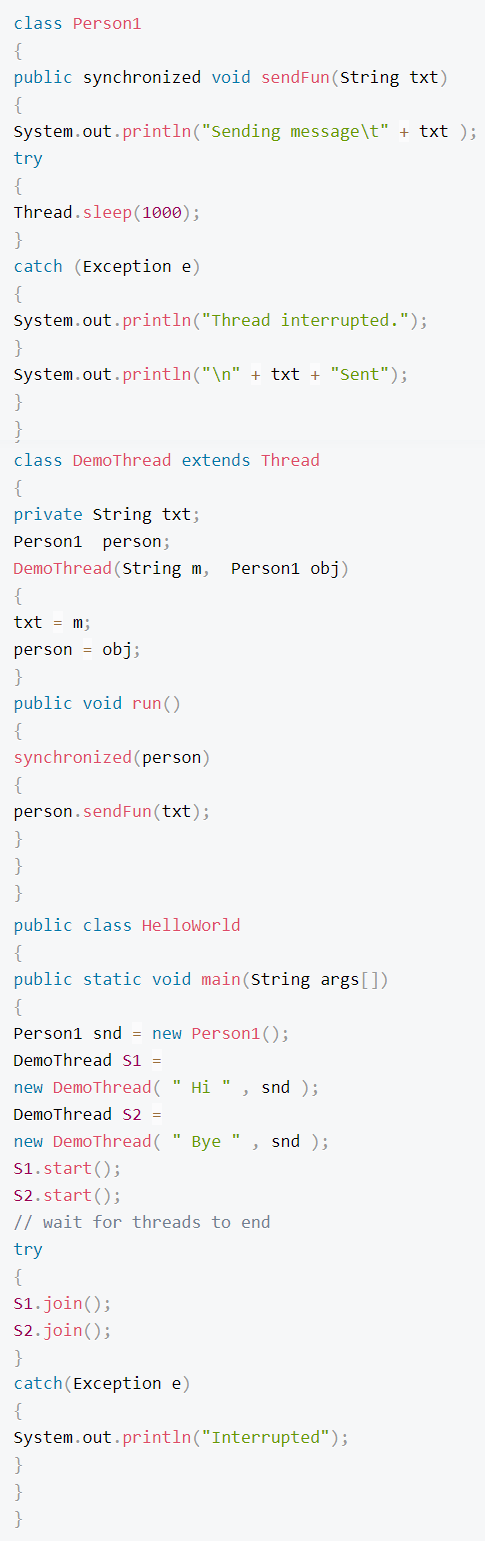 class Person1
{
public synchronized void sendFun(String txt)
{
System.out.println("Sending message\t" + txt );
try
{
Thread.sleep(1000);
}
catch (Exception e)
{
System.out.println("Thread interrupted.");
}
System.out.println("\n" + txt + "Sent");
}
}
class DemoThread extends Thread
{
private String txt;
Person1  person;
DemoThread(String m,  Person1 obj)
{
txt = m;
person = obj;
}
public void run()
{
synchronized(person)
{
person.sendFun(txt);
}
}
}
public class HelloWorld
{
public static void main(String args[])
{
Person1 snd = new Person1();
DemoThread S1 =
new DemoThread( " Hi " , snd );
DemoThread S2 =
new DemoThread( " Bye " , snd );
S1.start();
S2.start();
// wait for threads to end
try
{
S1.join();
S2.join();
}
catch(Exception e)
{
System.out.println("Interrupted");
}
}
}